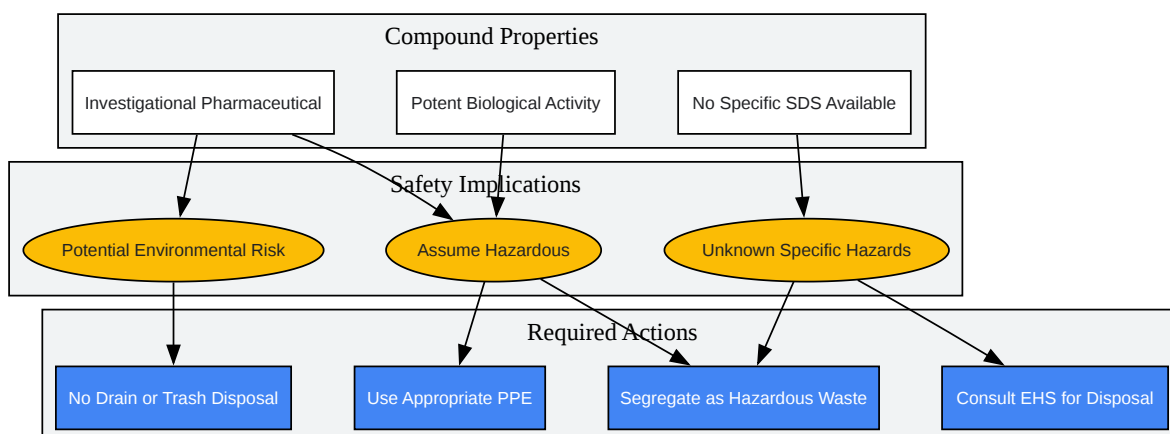 Compound Properties
Investigational Pharmaceutical
Potent Biological Activity
No Specific SDS Available
Safety Implications
Potential Environmental Risk
Assume Hazardous
Unknown Specific Hazards
Required Actions
No Drain or Trash Disposal
Use Appropriate PPE
Segregate as Hazardous Waste
Consult EHS for Disposal